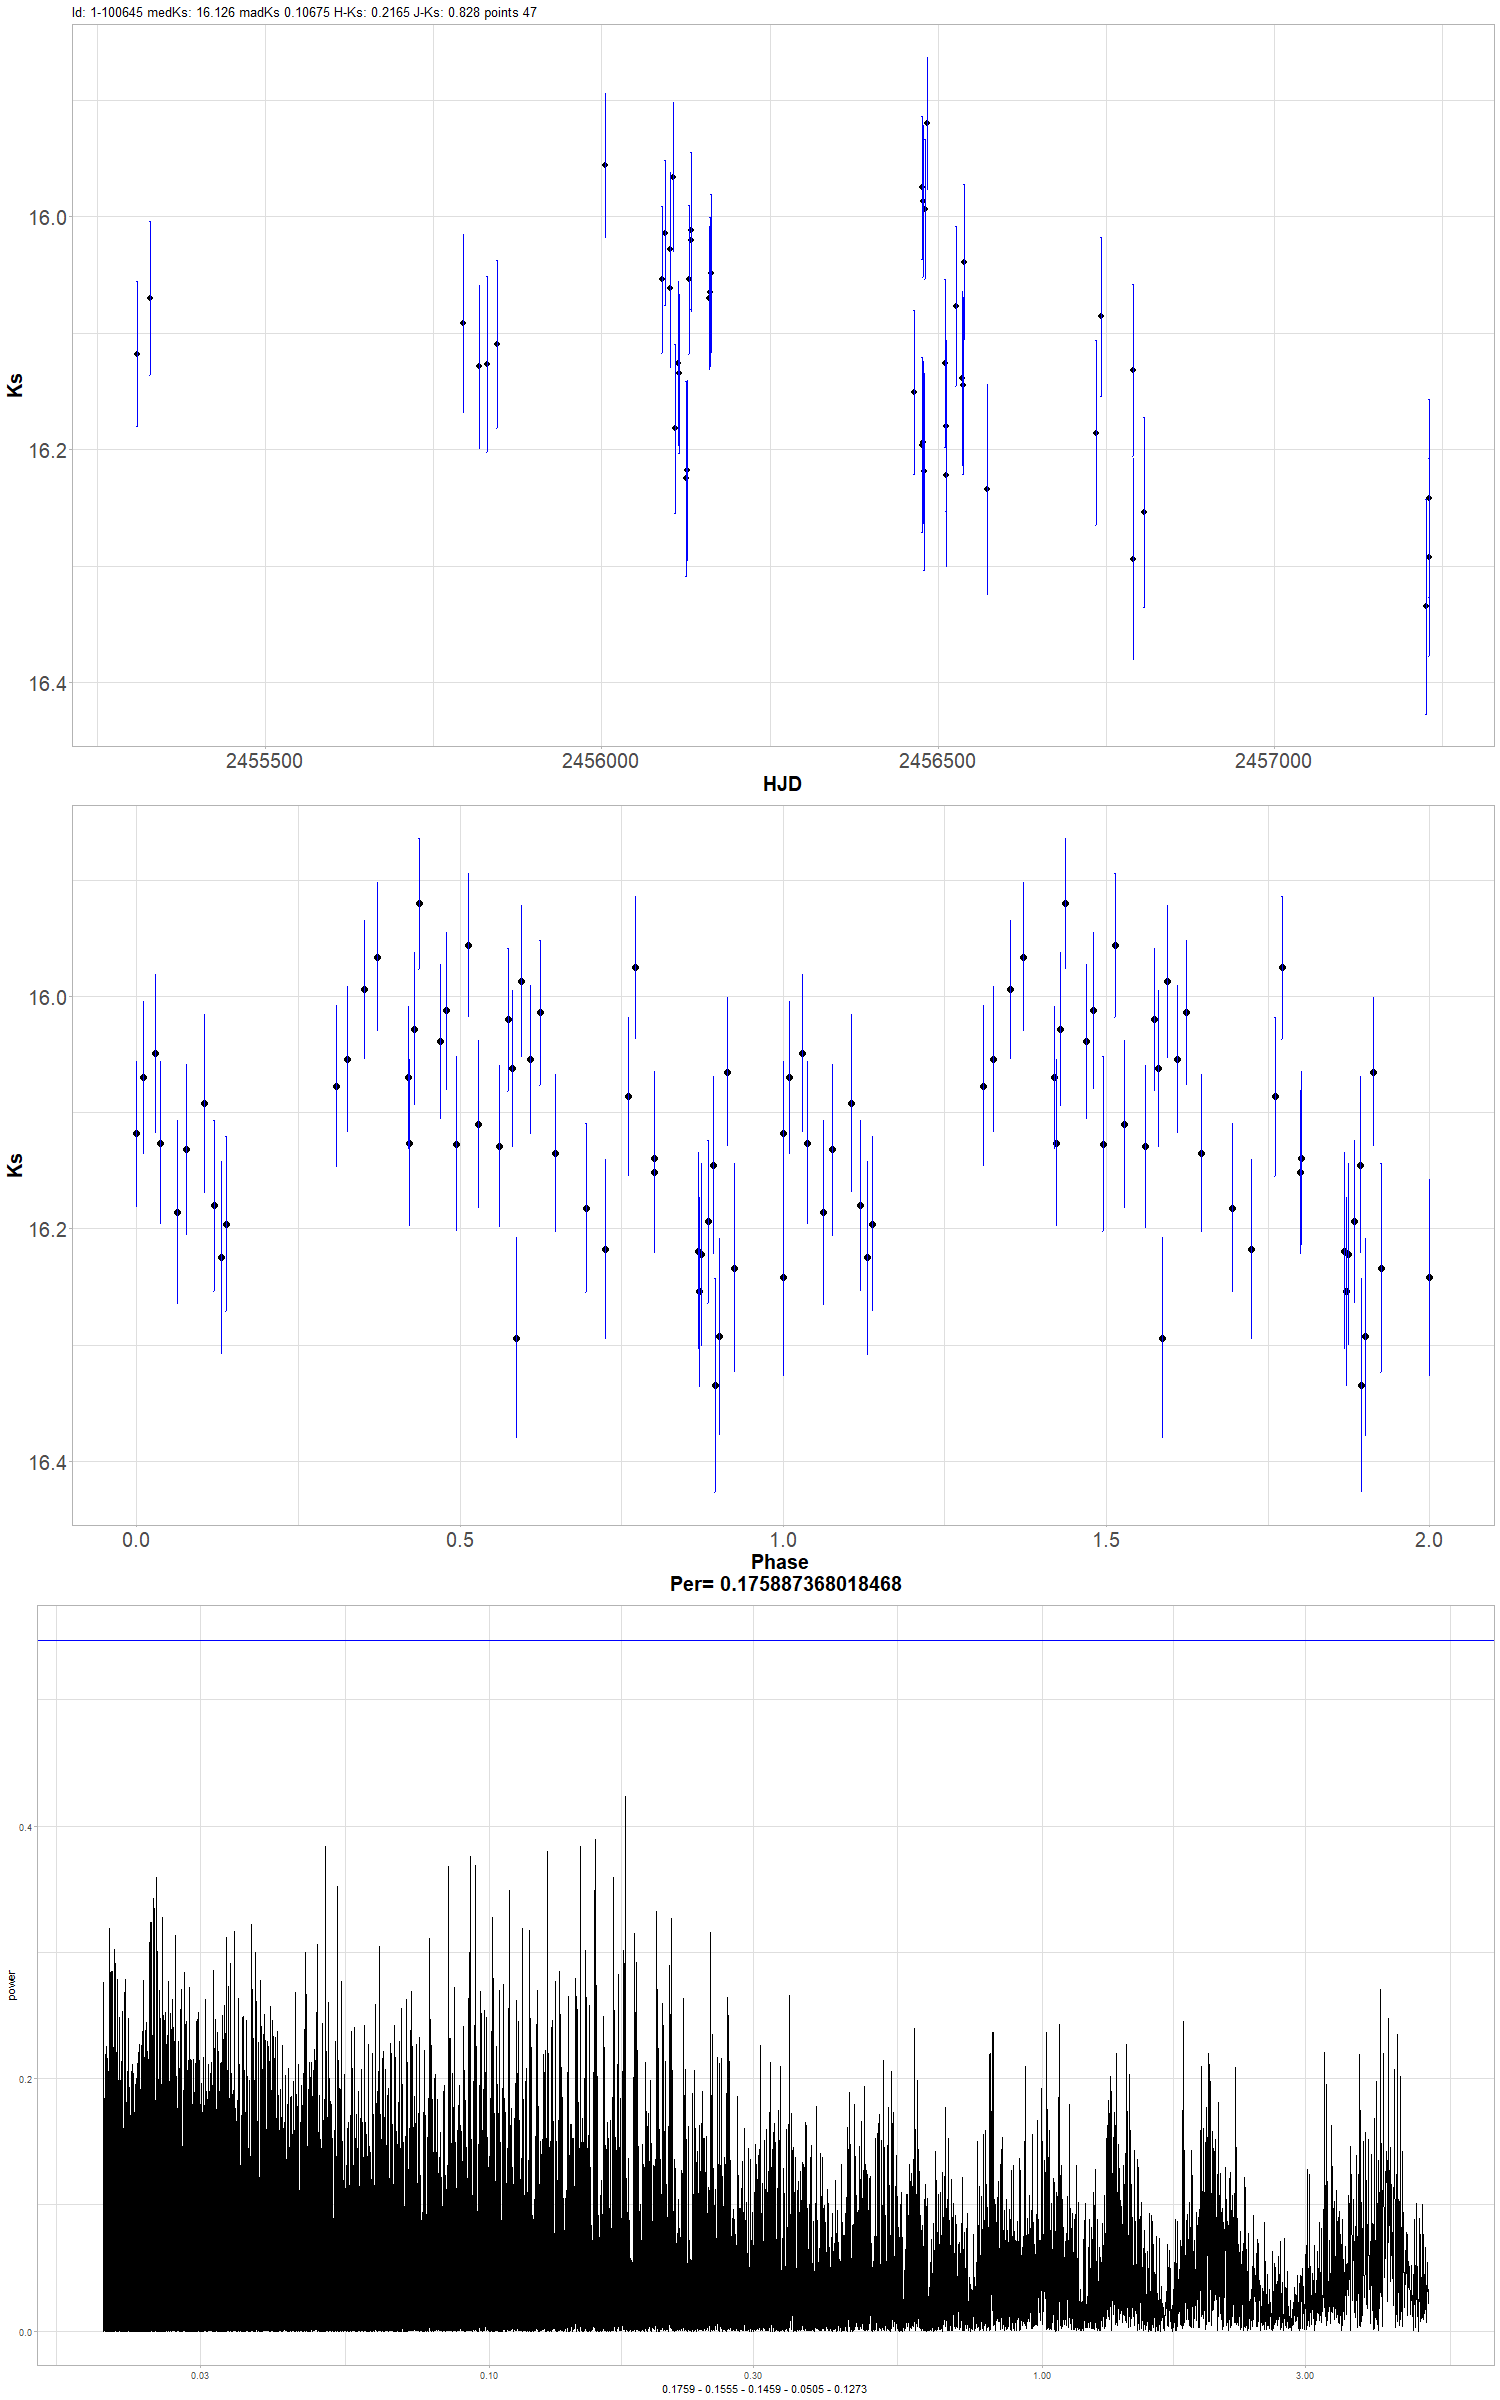 Id: 1-100645 medKs: 16.126 madKs 0.10675 H-Ks: 0.2165 J-Ks: 0.828 points 47
16.0
16.2
16.4
Ks
2455500 2456000 2456500 2457000
HJD
16.0
16.2
16.4
Ks
0.0 0.5 1.0 1.5 2.0
Phase
Per= 0.175887368018468
0.4
0.2
0.0
power
0.03 0.10 0.30 1.00 3.00
0.1759 - 0.1555 - 0.1459 - 0.0505 - 0.1273